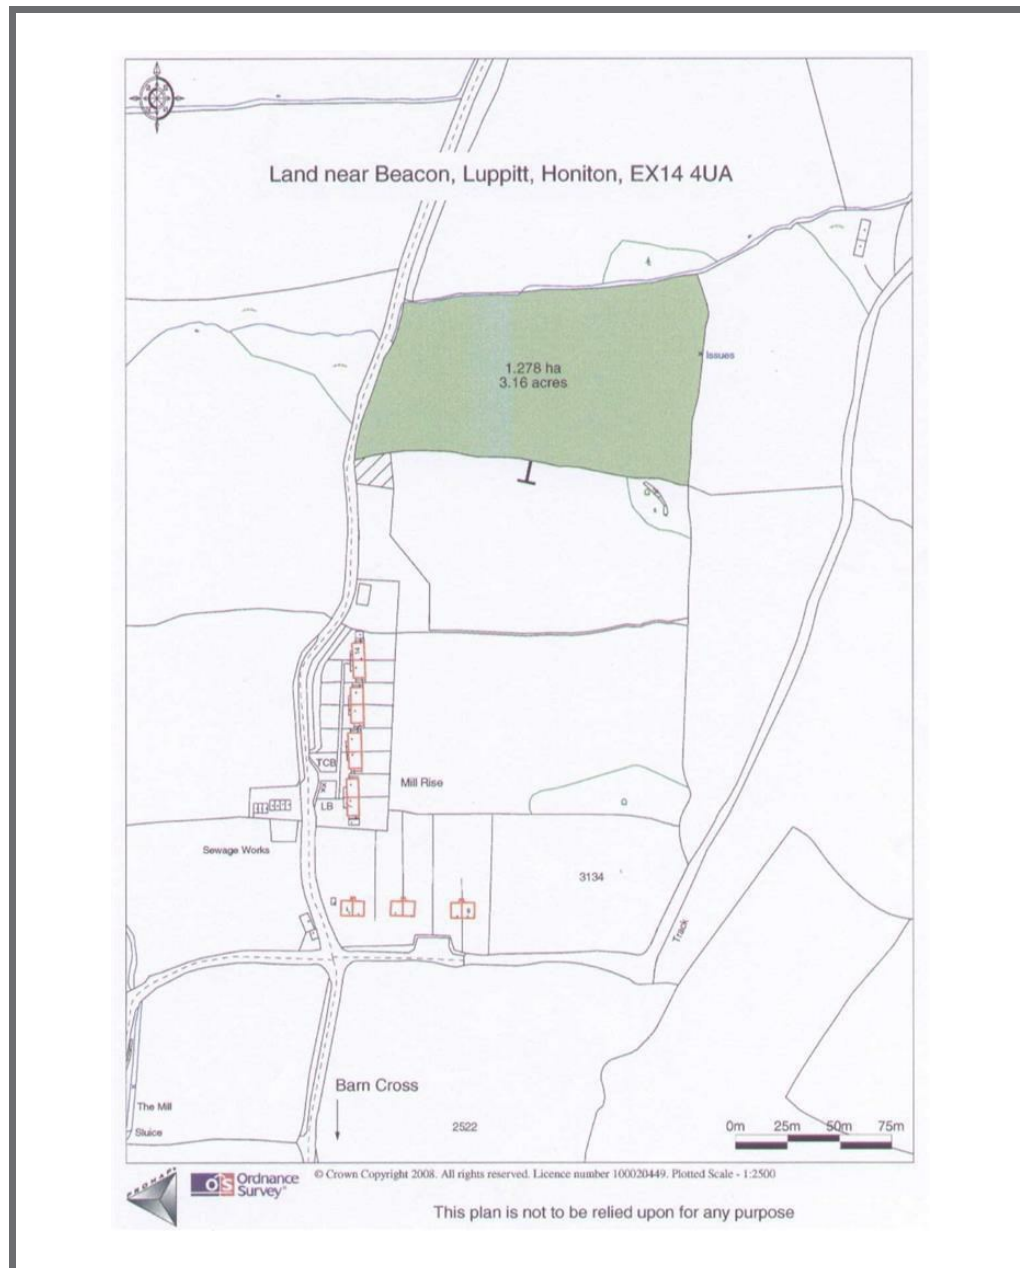 Land near Beacon, Luppitt, Honiton, EX14 4UA
1.278 ha
3.16 acres
Issues
TCB
Mill Rise
LB
Sewage Works
3134
Track
Barn Cross
The Mill
Sluice
2522
0m 25m 50m 75m
PROMAP
OS Ordnance
Survey®
© Crown Copyright 2008. All rights reserved. Licence number 100020449. Plotted Scale - 1:2500
This plan is not to be relied upon for any purpose